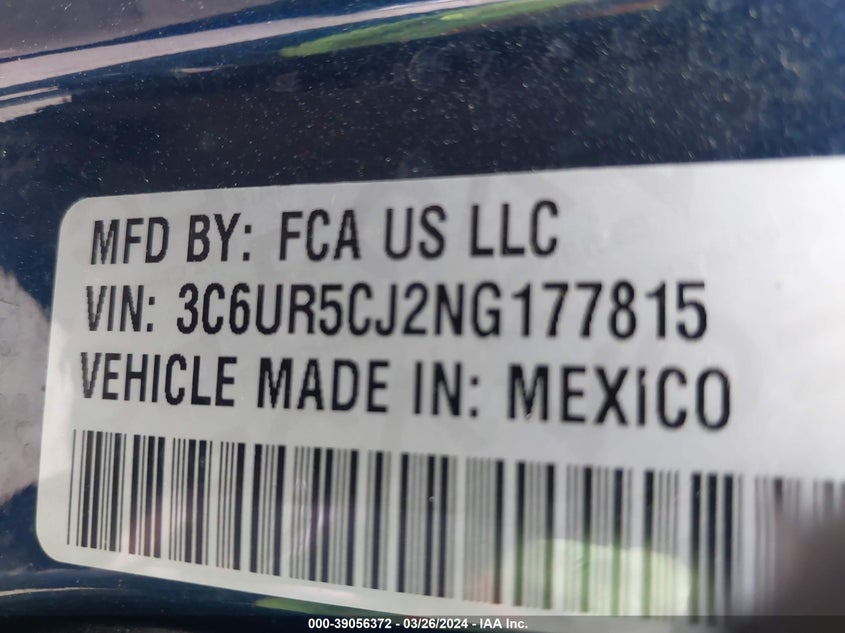 MFD BY: FCA US LLC
VIN: 3C6UR5CJ2NG177815
VEHICLE MADE IN: MEXICO
000-39056372 / 03/26/2024 / IAA Inc.